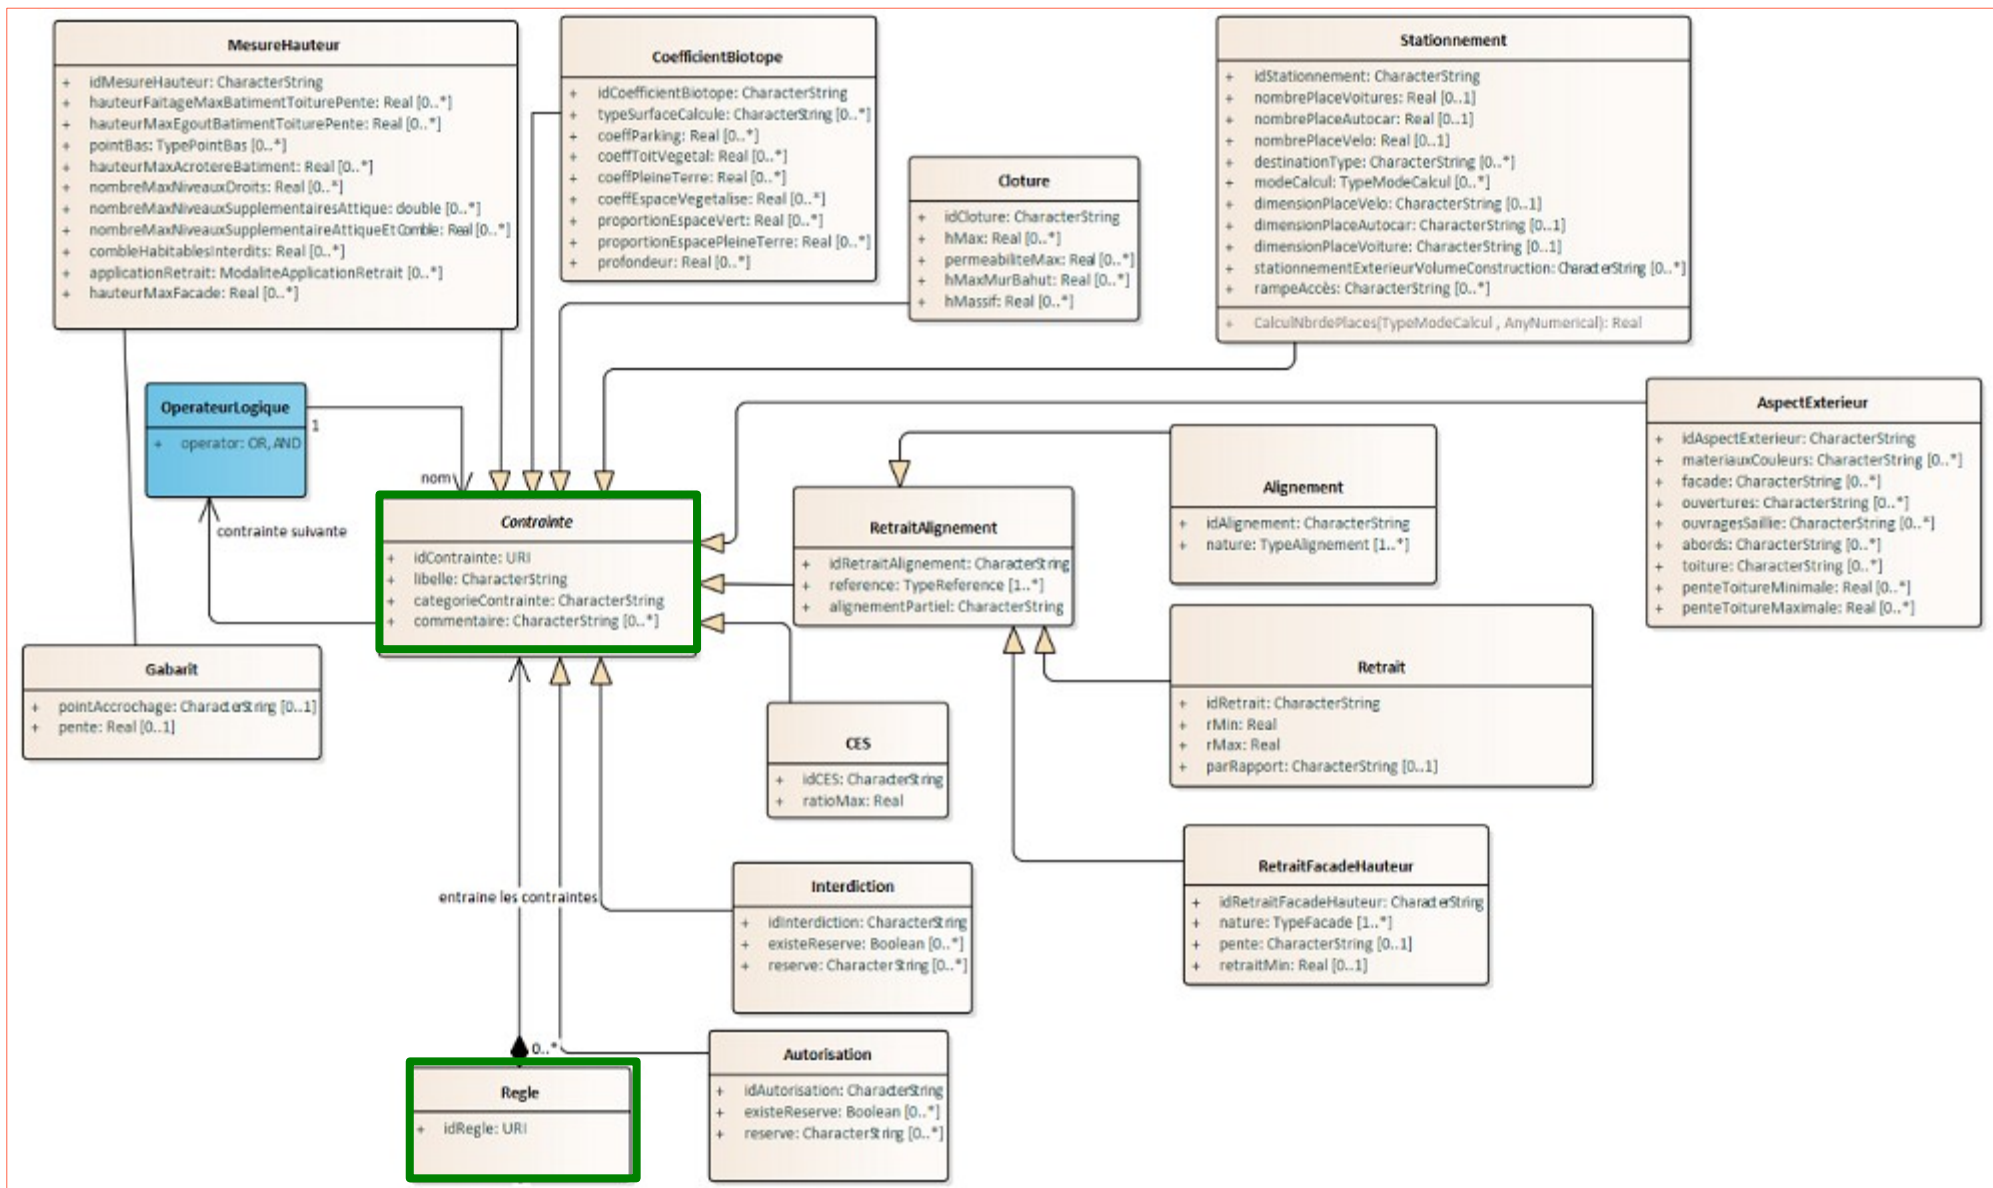 MesureHauteur
+ idMesureHauteur: CharacterString
+ hauteurFaitageMaxBatimentToiturePente: Real [0..*]
+ hauteurMaxEgoutBatimentToiturePente: Real [0..*]
+ pointBas: TypePointBas [0..*]
+ hauteurMaxAcrotereBatiment: Real [0..*]
+ nombreMaxNiveauxDroits: Real [0..*]
+ nombreMaxNiveauxSupplementairesAttique: double [0..*]
+ nombreMaxNiveauxSupplementaireAttiqueEtComble: Real [0..*]
+ combleHabitablesInterdits: Real [0..*]
+ applicationRetrait: ModaliteApplicationRetrait [0..*]
+ hauteurMaxFacade: Real [0..*]
CoefficientBiotope
+ idCoefficientBiotope: CharacterString
+ typeSurfaceCalcule: CharacterString [0..*]
+ coeffParking: Real [0..*]
+ coeffToitVegetal: Real [0..*]
+ coeffPleineTerre: Real [0..*]
+ coeffEspaceVegetalise: Real [0..*]
+ proportionEspaceVert: Real [0..*]
+ proportionEspacePleineTerre: Real [0..*]
+ profondeur: Real [0..*]
Cloture
+ idCloture: CharacterString
+ hMax: Real [0..*]
+ permeabiliteMax: Real [0..*]
+ hMaxMurBahut: Real [0..*]
+ hMassif: Real [0..*]
Stationnement
+ idStationnement: CharacterString
+ nombrePlaceVoitures: Real [0..1]
+ nombrePlaceAutocar: Real [0..1]
+ nombrePlaceVelo: Real [0..1]
+ destinationType: CharacterString [0..*]
+ modeCalcul: TypeModeCalcul [0..*]
+ dimensionPlaceVelo: CharacterString [0..1]
+ dimensionPlaceAutocar: CharacterString [0..1]
+ dimensionPlaceVoiture: CharacterString [0..1]
+ stationnementExterieurVolumeConstruction: CharacterString [0..*]
+ rampeAccès: CharacterString [0..*]
+ CalculNbrdePlaces(TypeModeCalcul , AnyNumerical): Real
OperateurLogique
+ operator: OR, AND
1
nom
contrainte suivante
Contrainte
+ idContrainte: URI
+ libelle: CharacterString
+ categorieContrainte: CharacterString
+ commentaire: CharacterString [0..*]
RetraitAlignement
+ idRetraitAlignement: CharacterString
+ reference: TypeReference [1..*]
+ alignementPartiel: CharacterString
Alignement
+ idAlignement: CharacterString
+ nature: TypeAlignement [1..*]
AspectExterieur
+ idAspectExterieur: CharacterString
+ materiauxCouleurs: CharacterString [0..*]
+ facade: CharacterString [0..*]
+ ouvertures: CharacterString [0..*]
+ ouvragesSaillie: CharacterString [0..*]
+ abords: CharacterString [0..*]
+ toiture: CharacterString [0..*]
+ penteToitureMinimale: Real [0..*]
+ penteToitureMaximale: Real [0..*]
Gabarit
+ pointAccrochage: CharacterString [0..1]
+ pente: Real [0..1]
Retrait
+ idRetrait: CharacterString
+ rMin: Real
+ rMax: Real
+ parRapport: CharacterString [0..1]
CES
+ idCES: CharacterString
+ ratioMax: Real
RetraitFacadeHauteur
+ idRetraitFacadeHauteur: CharacterString
+ nature: TypeFacade [1..*]
+ pente: CharacterString [0..1]
+ retraitMin: Real [0..1]
entraine les contraintes
Interdiction
+ idInterdiction: CharacterString
+ existeReserve: Boolean [0..*]
+ reserve: CharacterString [0..*]
0..*
Regle
+ idRegle: URI
Autorisation
+ idAutorisation: CharacterString
+ existeReserve: Boolean [0..*]
+ reserve: CharacterString [0..*]